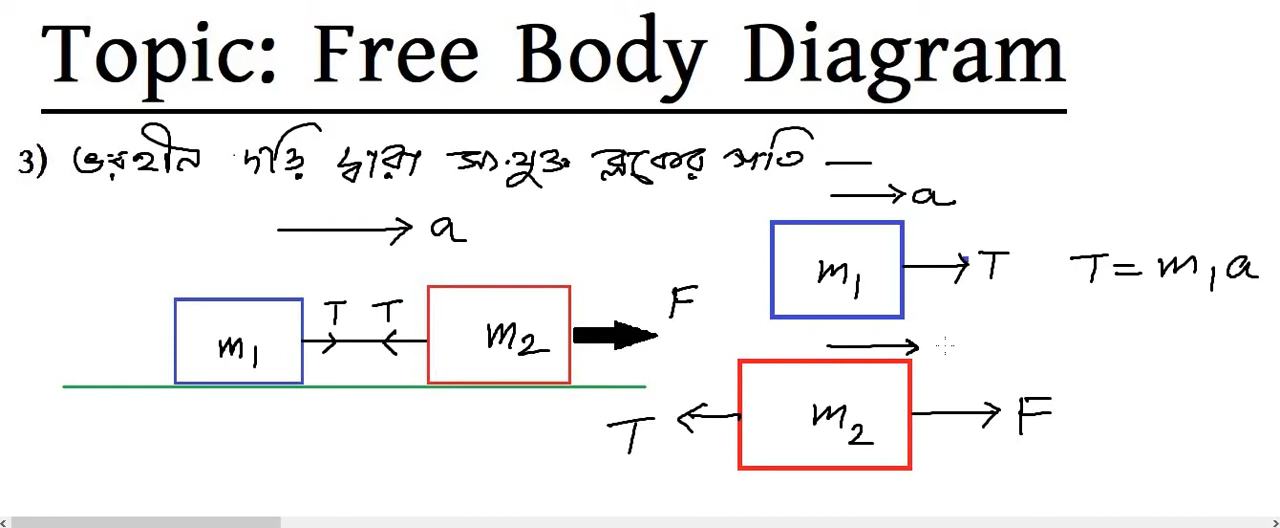 Topic: Free Body Diagram
3) ভরহীন দড়ি দ্বারা সংযুক্ত ব্লকের গতি —
a
a
m₁
T
T = m₁a
T T
F
m₁
m₂
T
m₂
F